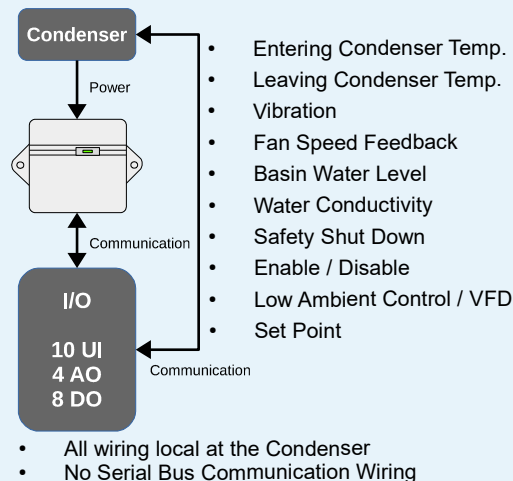 Condenser
Power
Communication
I/O
10 UI
4 AO
8 DO
Communication
• Entering Condenser Temp.
• Leaving Condenser Temp.
• Vibration
• Fan Speed Feedback
• Basin Water Level
• Water Conductivity
• Safety Shut Down
• Enable / Disable
• Low Ambient Control / VFD
• Set Point
• All wiring local at the Condenser
• No Serial Bus Communication Wiring